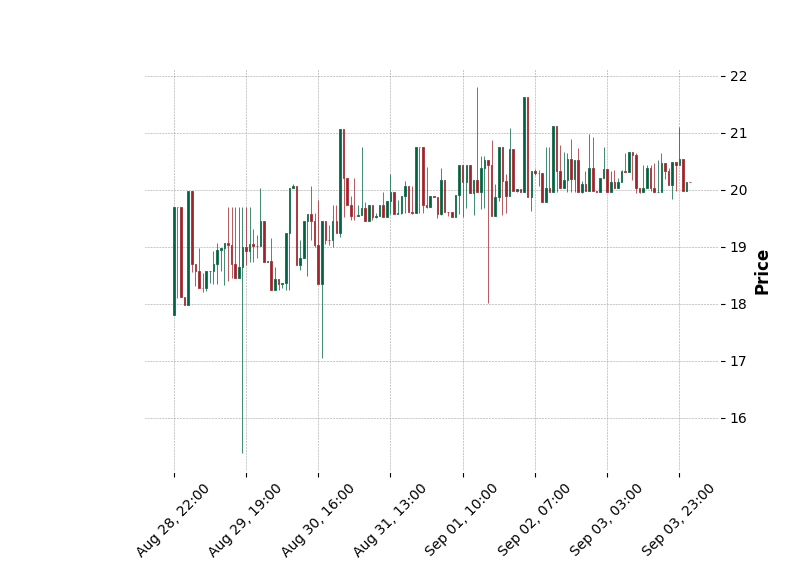 22
21
20
19
18
17
16
Price
Aug 28, 22:00
Aug 29, 19:00
Aug 30, 16:00
Aug 31, 13:00
Sep 01, 10:00
Sep 02, 07:00
Sep 03, 03:00
Sep 03, 23:00